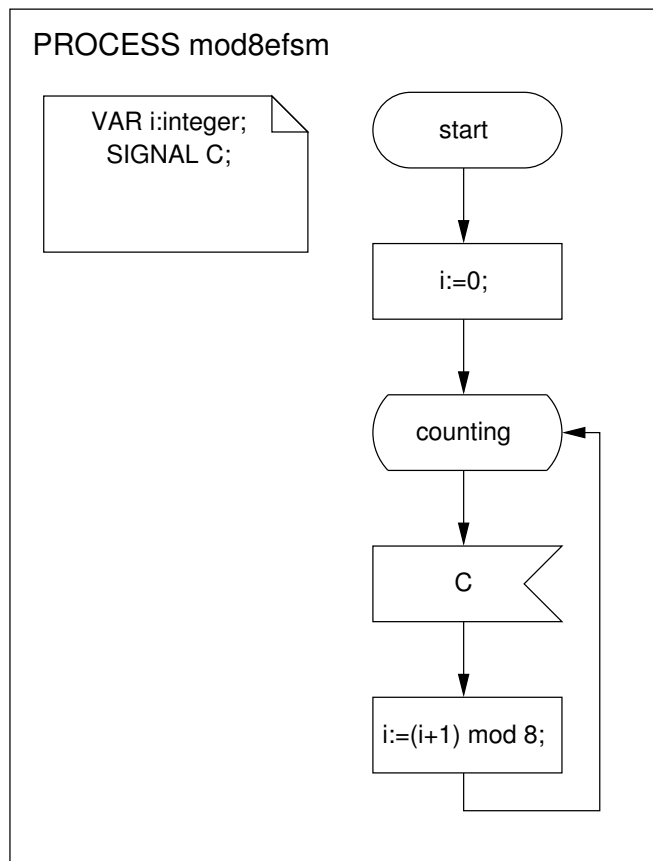 PROCESS mod8efsm
VAR i:integer;
SIGNAL C;
start
i:=0;
counting
C
i:=(i+1) mod 8;